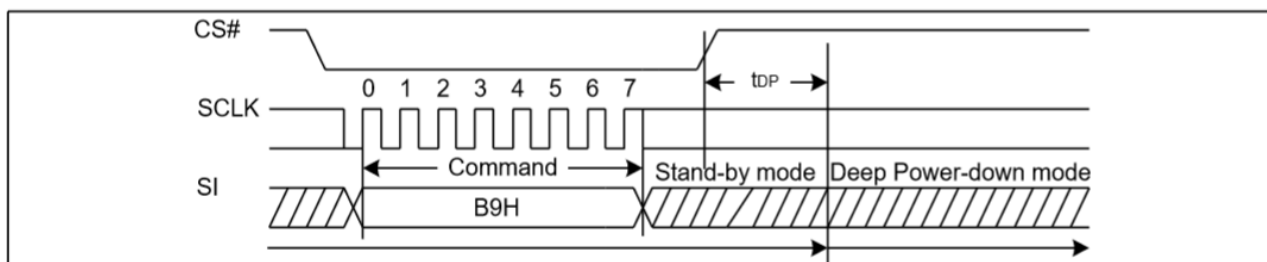 CS#
tDP
0 1 2 3 4 5 6 7
SCLK
Command
Stand-by mode Deep Power-down mode
SI
B9H